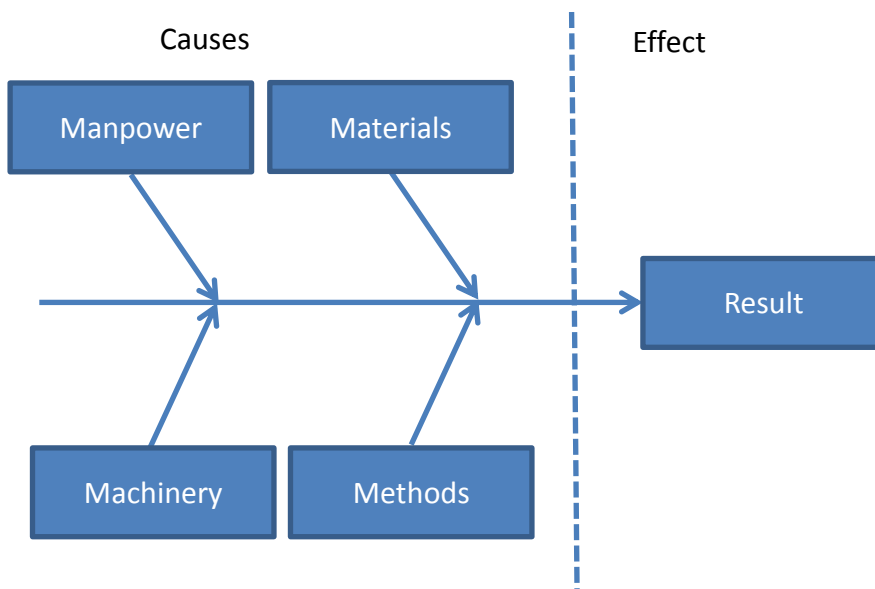 Causes
Effect
Manpower
Materials
Result
Machinery
Methods